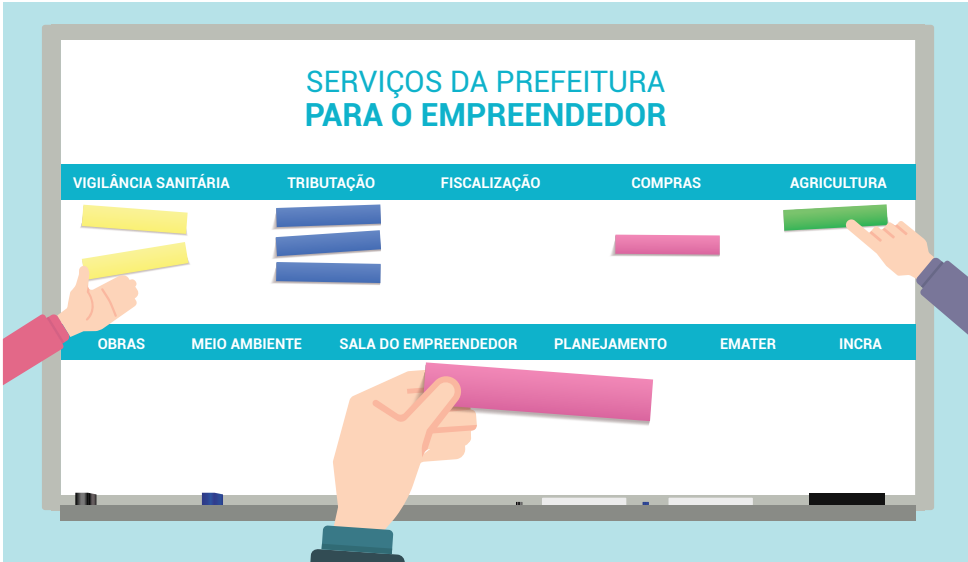 SERVIÇOS DA PREFEITURA
PARA O EMPREENDEDOR
VIGILÂNCIA SANITÁRIA TRIBUTAÇÃO FISCALIZAÇÃO COMPRAS AGRICULTURA
OBRAS MEIO AMBIENTE SALA DO EMPREENDEDOR PLANEJAMENTO EMATER INCRA